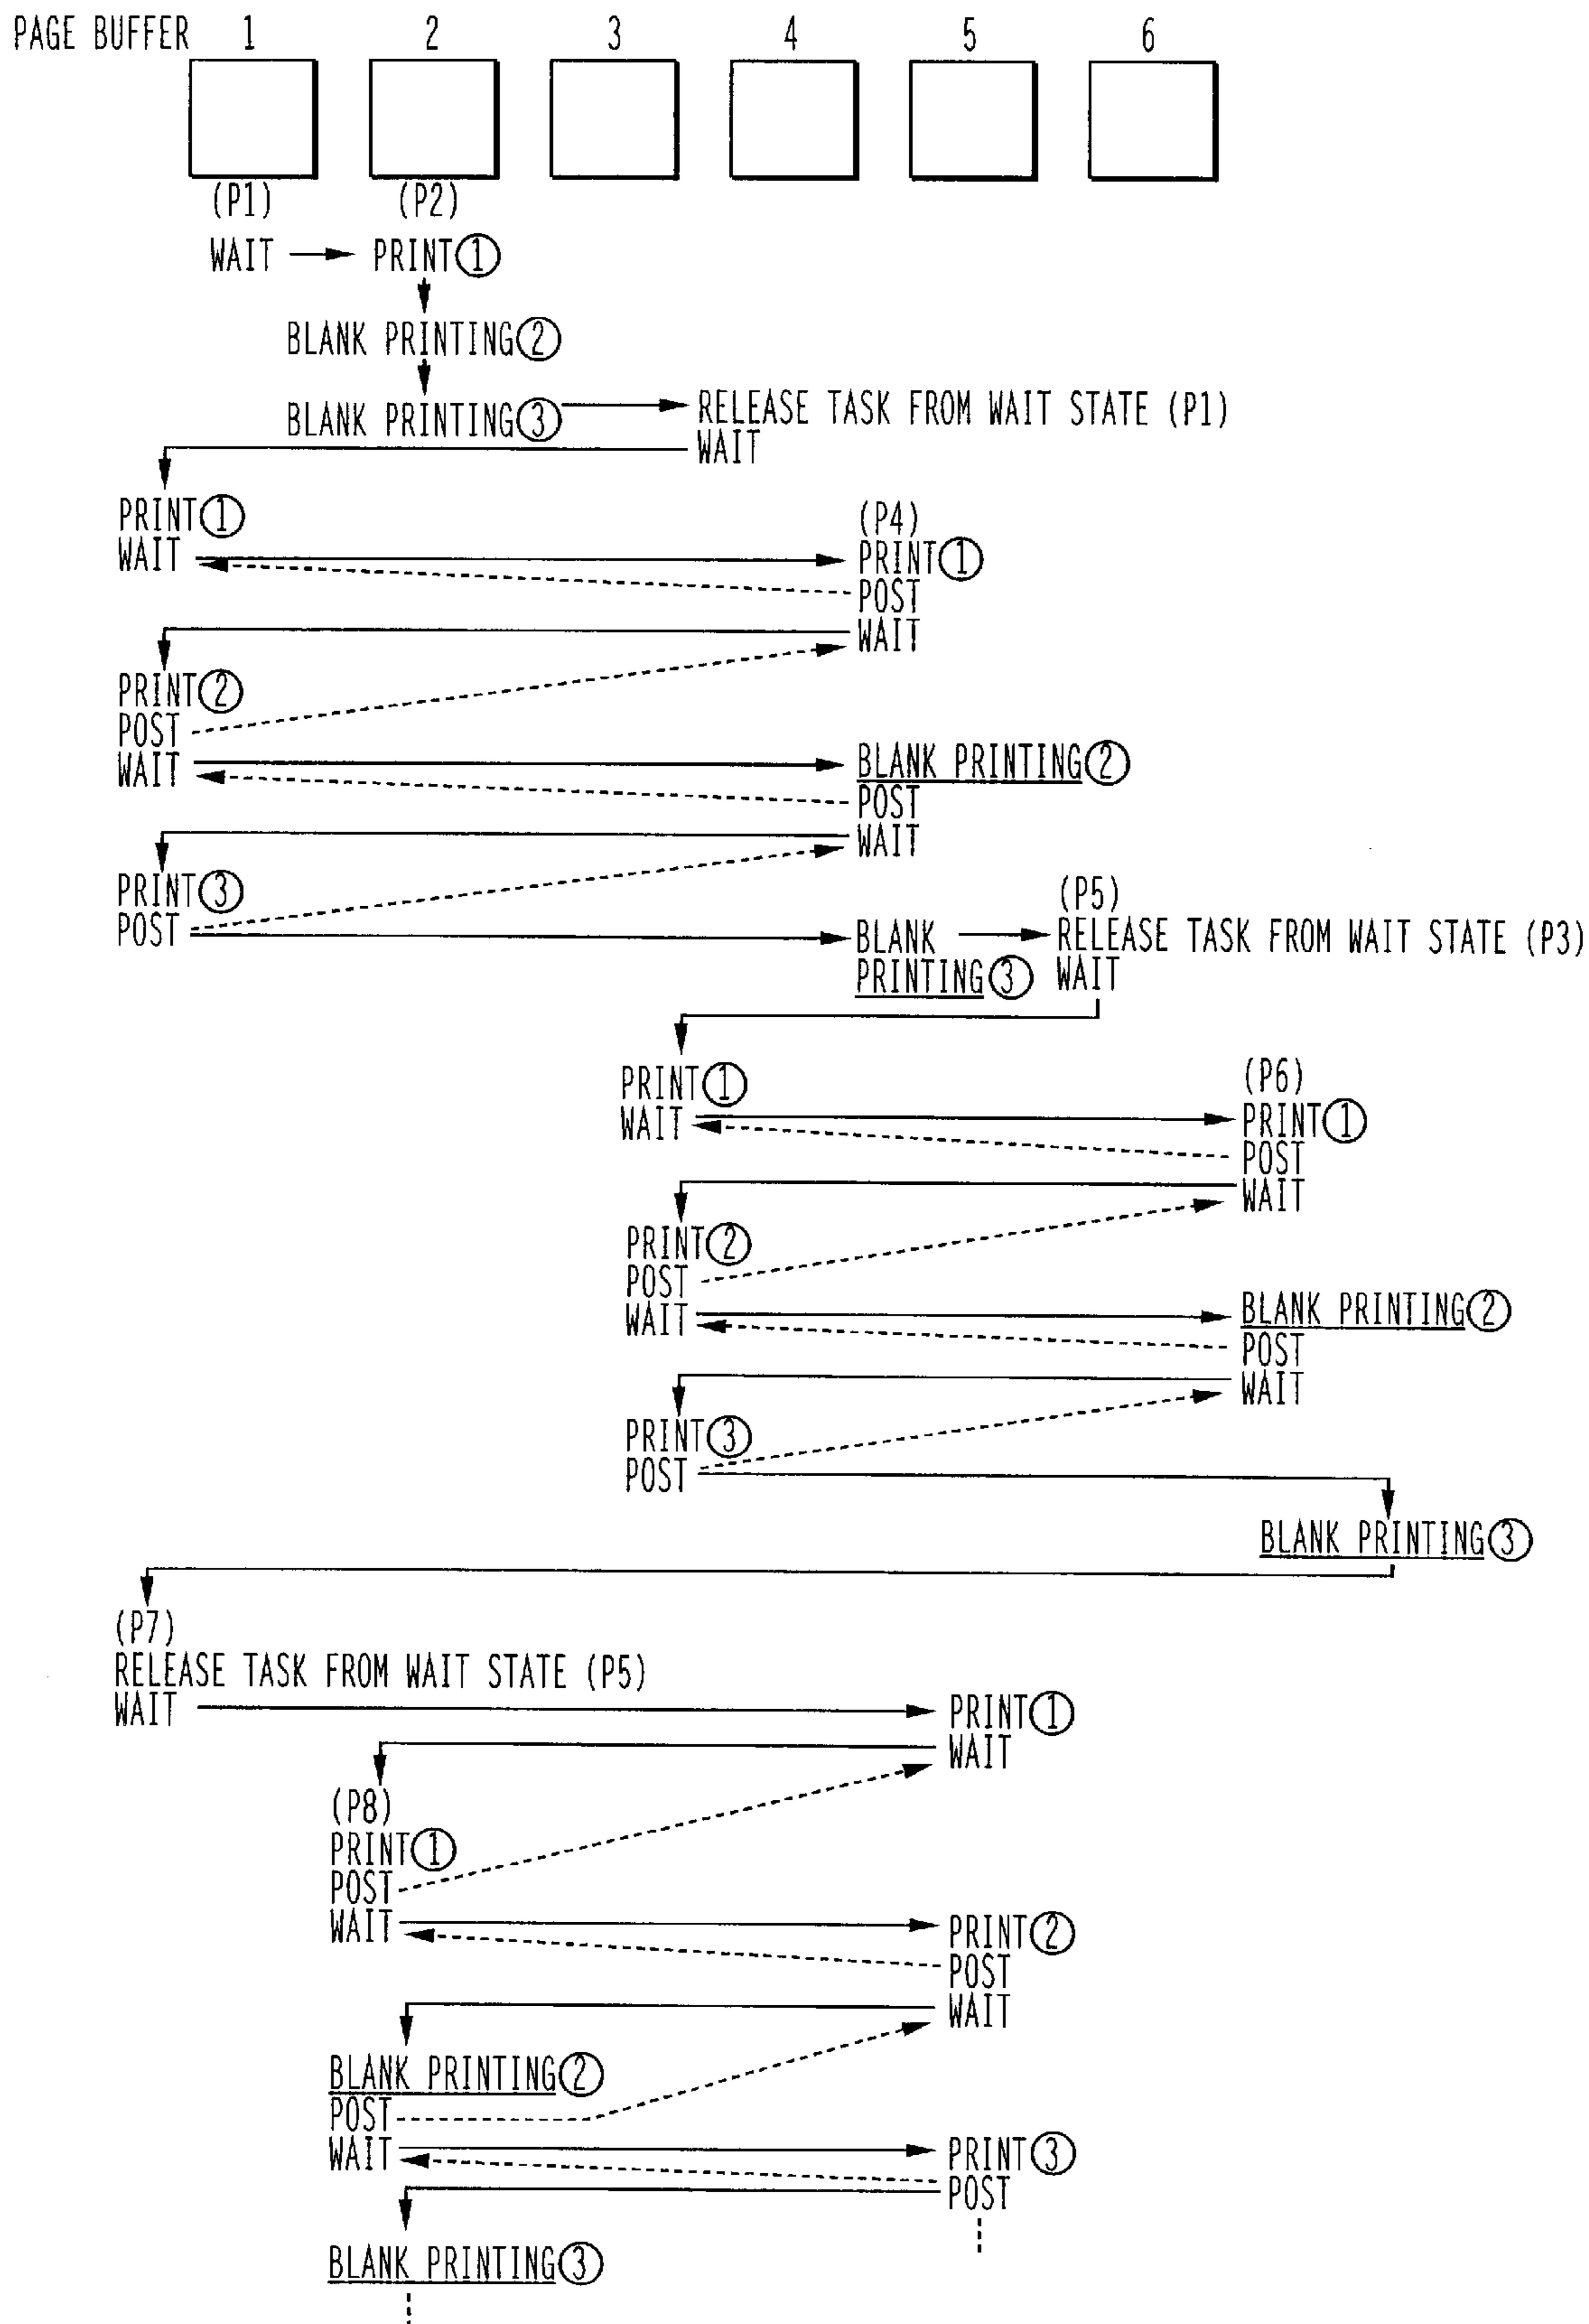 PAGE BUFFER 1 2 3 4 5 6
(P1) (P2)
WAIT PRINT①
BLANK PRINTING②
BLANK PRINTING③ RELEASE TASK FROM WAIT STATE (P1)
WAIT
PRINT① (P4)
WAIT PRINT①
POST
WAIT
PRINT②
POST
WAIT BLANK PRINTING②
POST
WAIT
PRINT③ (P5)
POST BLANK RELEASE TASK FROM WAIT STATE (P3)
PRINTING③ WAIT
PRINT① (P6)
WAIT PRINT①
POST
WAIT
PRINT②
POST
WAIT BLANK PRINTING②
POST
WAIT
PRINT③
POST
BLANK PRINTING③
(P7)
RELEASE TASK FROM WAIT STATE (P5)
WAIT PRINT①
WAIT
(P8)
PRINT①
POST
WAIT PRINT②
POST
WAIT
BLANK PRINTING②
POST
WAIT PRINT③
POST
BLANK PRINTING③